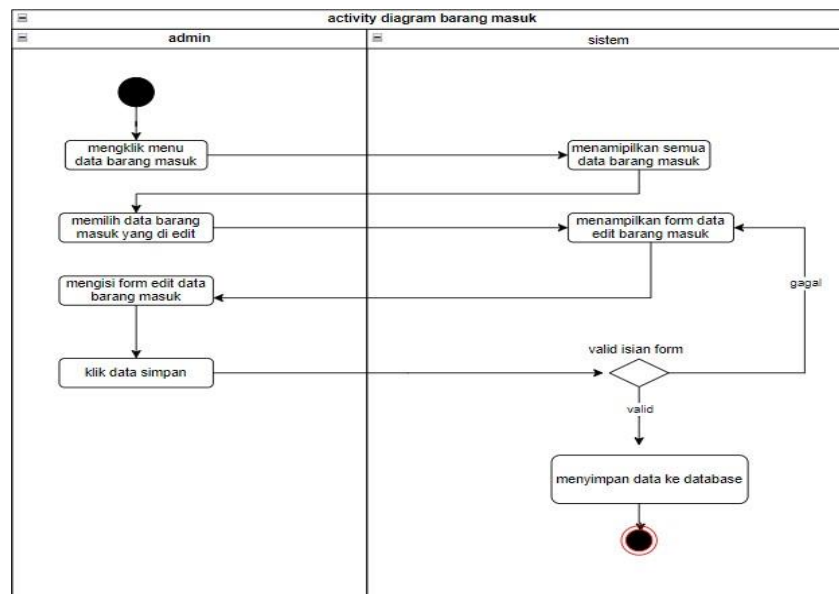 activity diagram barang masuk
admin
sistem
mengklik menu
data barang masuk
menamipilkan semua
data barang masuk
memilih data barang
masuk yang di edit
menampilkan form data
edit barang masuk
mengisi form edit data
barang masuk
gagal
valid isian form
klik data simpan
valid
menyimpan data ke database